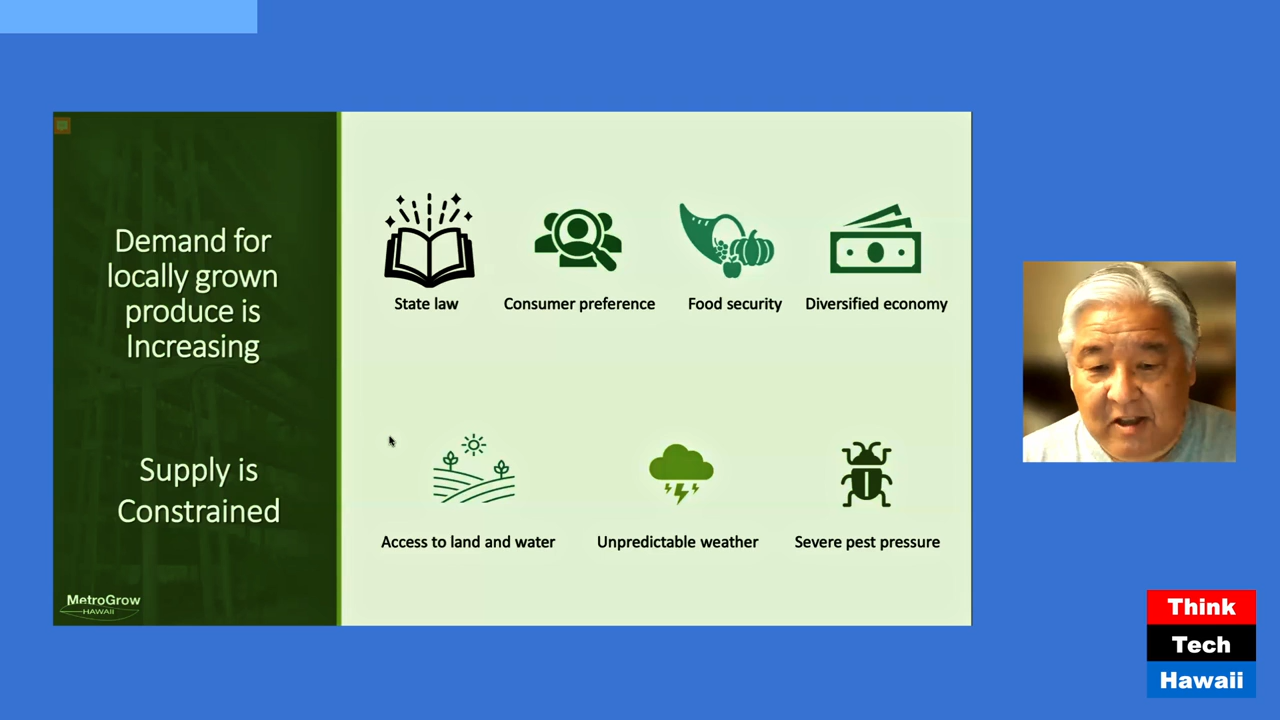 Demand for
locally grown
produce is
Increasing
Supply is
Constrained
MetroGrow
HAWAII
State law
Consumer preference
Food security
Diversified economy
Access to land and water
Unpredictable weather
Severe pest pressure
Think
Tech
Hawaii